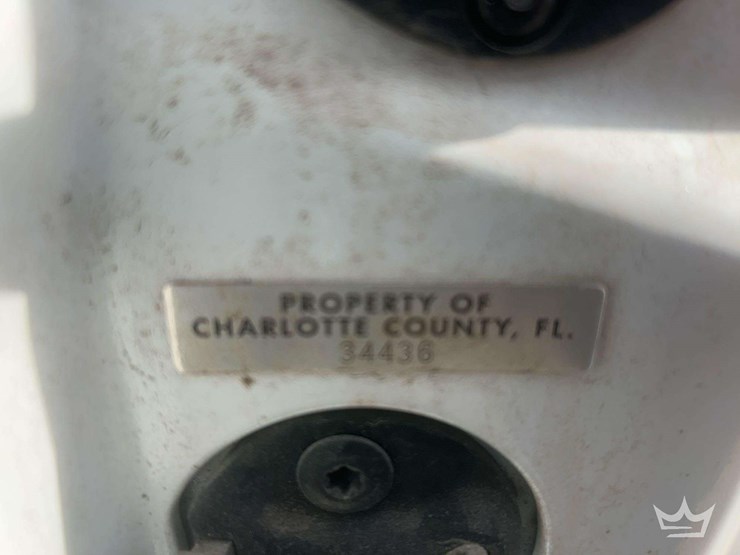 PROPERTY OF
CHARLOTTE COUNTY, FL.
34436